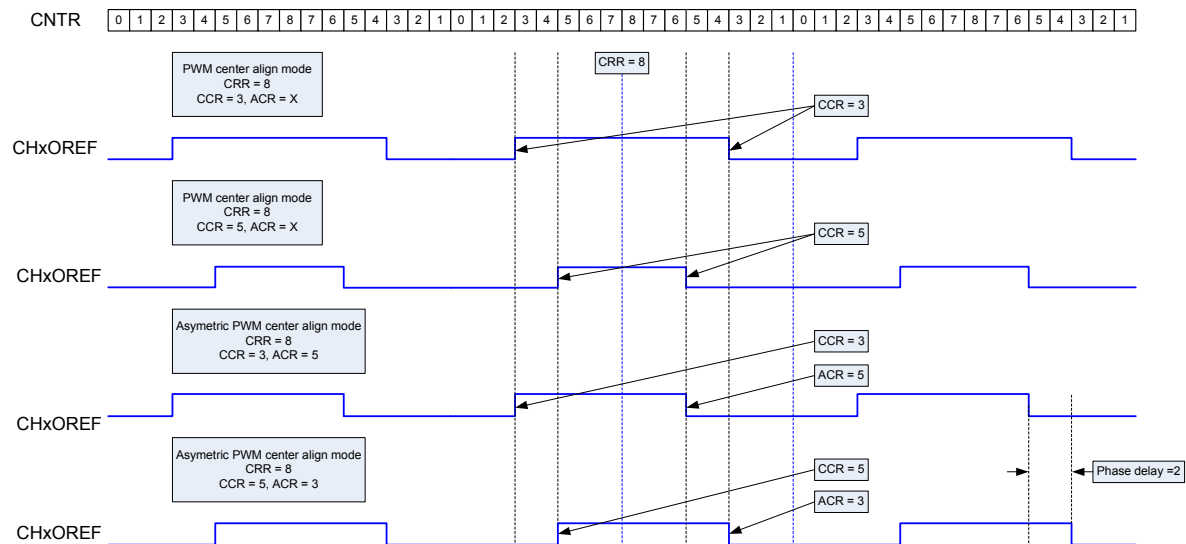 CNTR 0 1 2 3 4 5 6 7 8 7 6 5 4 3 2 1 0 1 2 3 4 5 6 7 8 7 6 5 4 3 2 1 0 1 2 3 4 5 6 7 8 7 6 5 4 3 2 1
PWM center align mode
CRR = 8
CCR = 3, ACR = X
CRR = 8
CCR = 3
CHxOREF
PWM center align mode
CRR = 8
CCR = 5, ACR = X
CCR = 5
CHxOREF
Asymetric PWM center align mode
CRR = 8
CCR = 3, ACR = 5
CCR = 3
ACR = 5
CHxOREF
Asymetric PWM center align mode
CRR = 8
CCR = 5, ACR = 3
CCR = 5
ACR = 3
Phase delay =2
CHxOREF